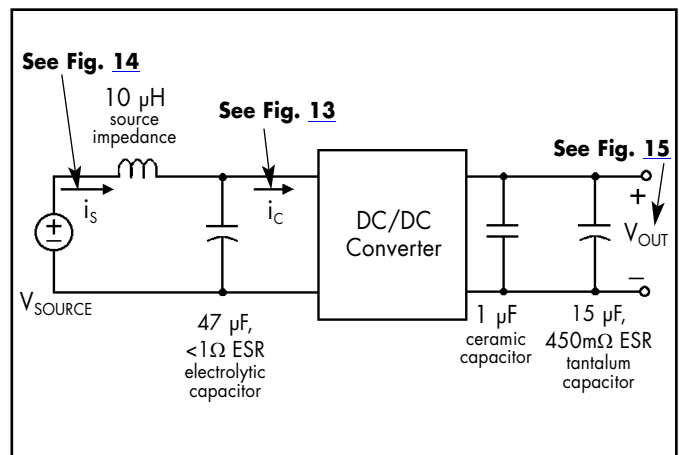 See Fig. 14
10 µH
source
impedance
See Fig. 13
See Fig. 15
iS
iC
DC/DC
Converter
+
VOUT
–
VSOURCE
47 µF,
<1Ω ESR
electrolytic
capacitor
1 µF
ceramic
capacitor
15 µF,
450mΩ ESR
tantalum
capacitor